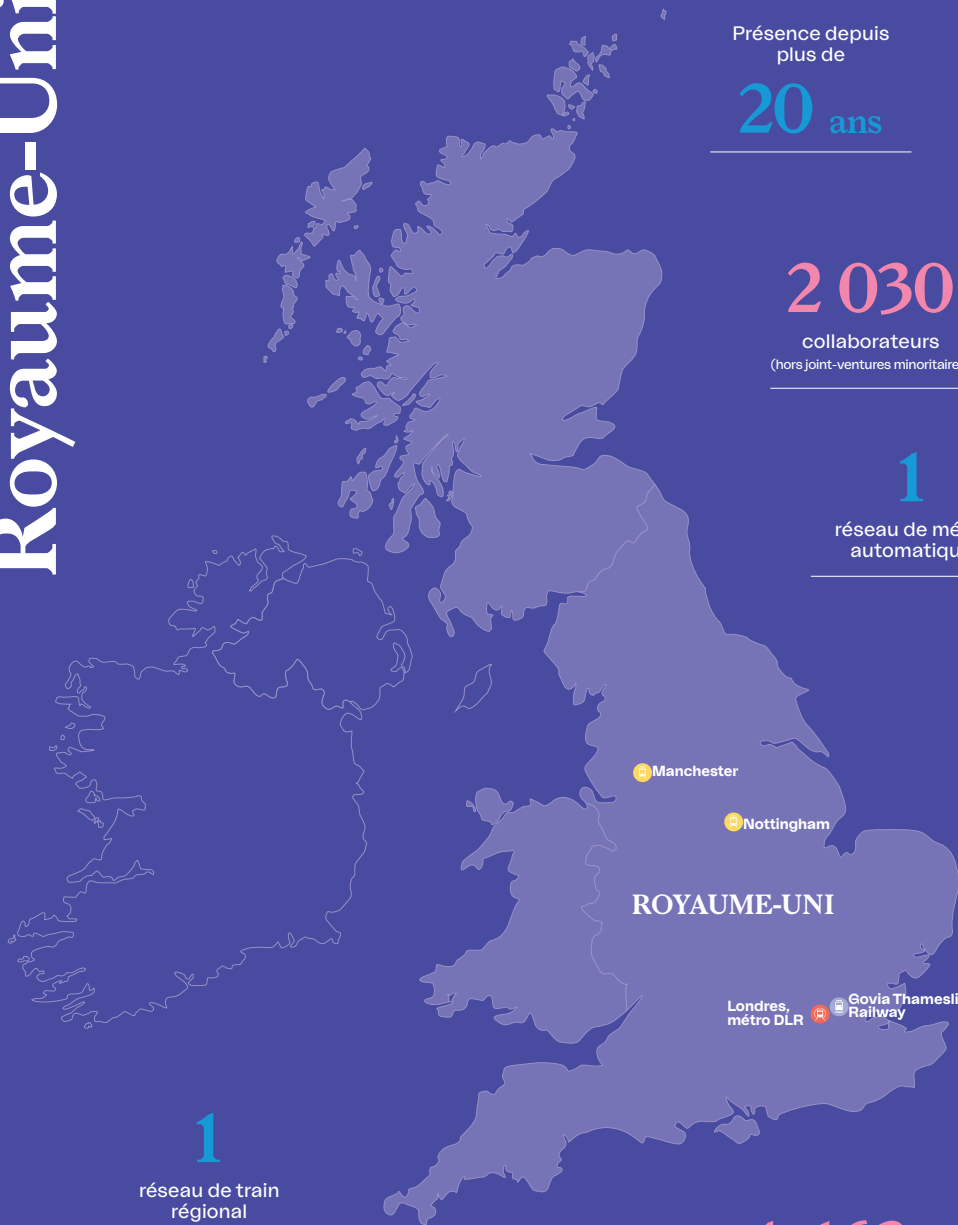 Royaume-Uni
Présence depuis
plus de
20 ans
2 030
collaborateurs
(hors joint-ventures minoritaire
1
réseau de mé
automatiqu
Manchester
Nottingham
ROYAUME-UNI
Londres,
métro DLR
Govia Thamesli
Railway
1
réseau de train
régional